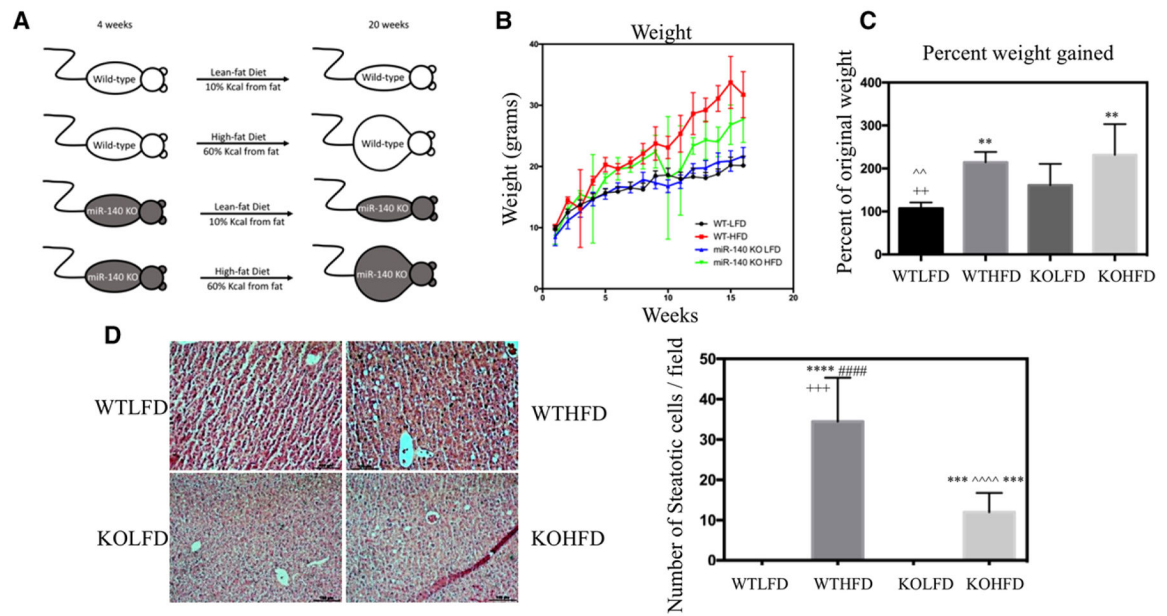 A
4 weeks
20 weeks
Wild-type
Lean-fat Diet
10% Kcal from fat
Wild-type
Wild-type
High-fat Diet
60% Kcal from fat
Wild-type
miR-140 KO
Lean-fat Diet
10% Kcal from fat
miR-140 KO
miR-140 KO
High-fat Diet
60% Kcal from fat
miR-140 KO
B
Weight
Weight (grams)
40
30
20
10
0
0
5
10
15
20
Weeks
WT-LFD
WT-HFD
miR-140 KO LFD
miR-140 KO HFD
C
Percent weight gained
Percent of original weight
400
300
200
100
0
^^
++
**
**
WTLFD
WTHFD
KOLFD
KOHFD
D
WTLFD
WTHFD
KOLFD
KOHFD
Number of Steatotic cells / field
50
40
30
20
10
0
**** ####
+++
*** ^^^^ ***
WTLFD
WTHFD
KOLFD
KOHFD